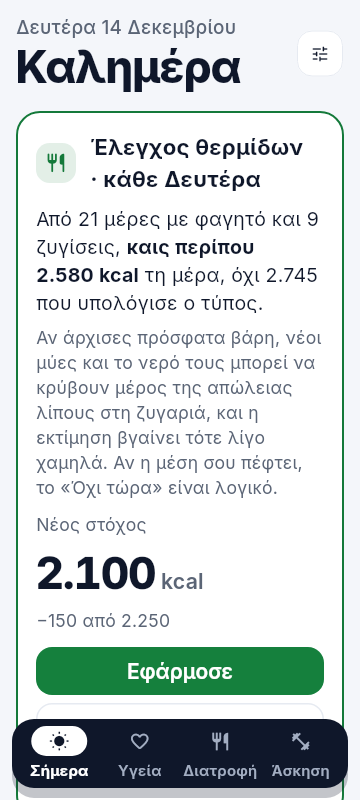 Δευτέρα 14 Δεκεμβρίου
Καλημέρα
Έλεγχος θερμίδων
· κάθε Δευτέρα
Από 21 μέρες με φαγητό και 9
ζυγίσεις, καις περίπου
2.580 kcal τη μέρα, όχι 2.745
που υπολόγισε ο τύπος.
Αν άρχισες πρόσφατα βάρη, νέοι
μύες και το νερό τους μπορεί να
κρύβουν μέρος της απώλειας
λίπους στη ζυγαριά, και η
εκτίμηση βγαίνει τότε λίγο
χαμηλά. Αν η μέση σου πέφτει,
το «Όχι τώρα» είναι λογικό.
Νέος στόχος
2.100 kcal
−150 από 2.250
Εφάρμοσε
Σήμερα Υγεία Διατροφή Άσκηση